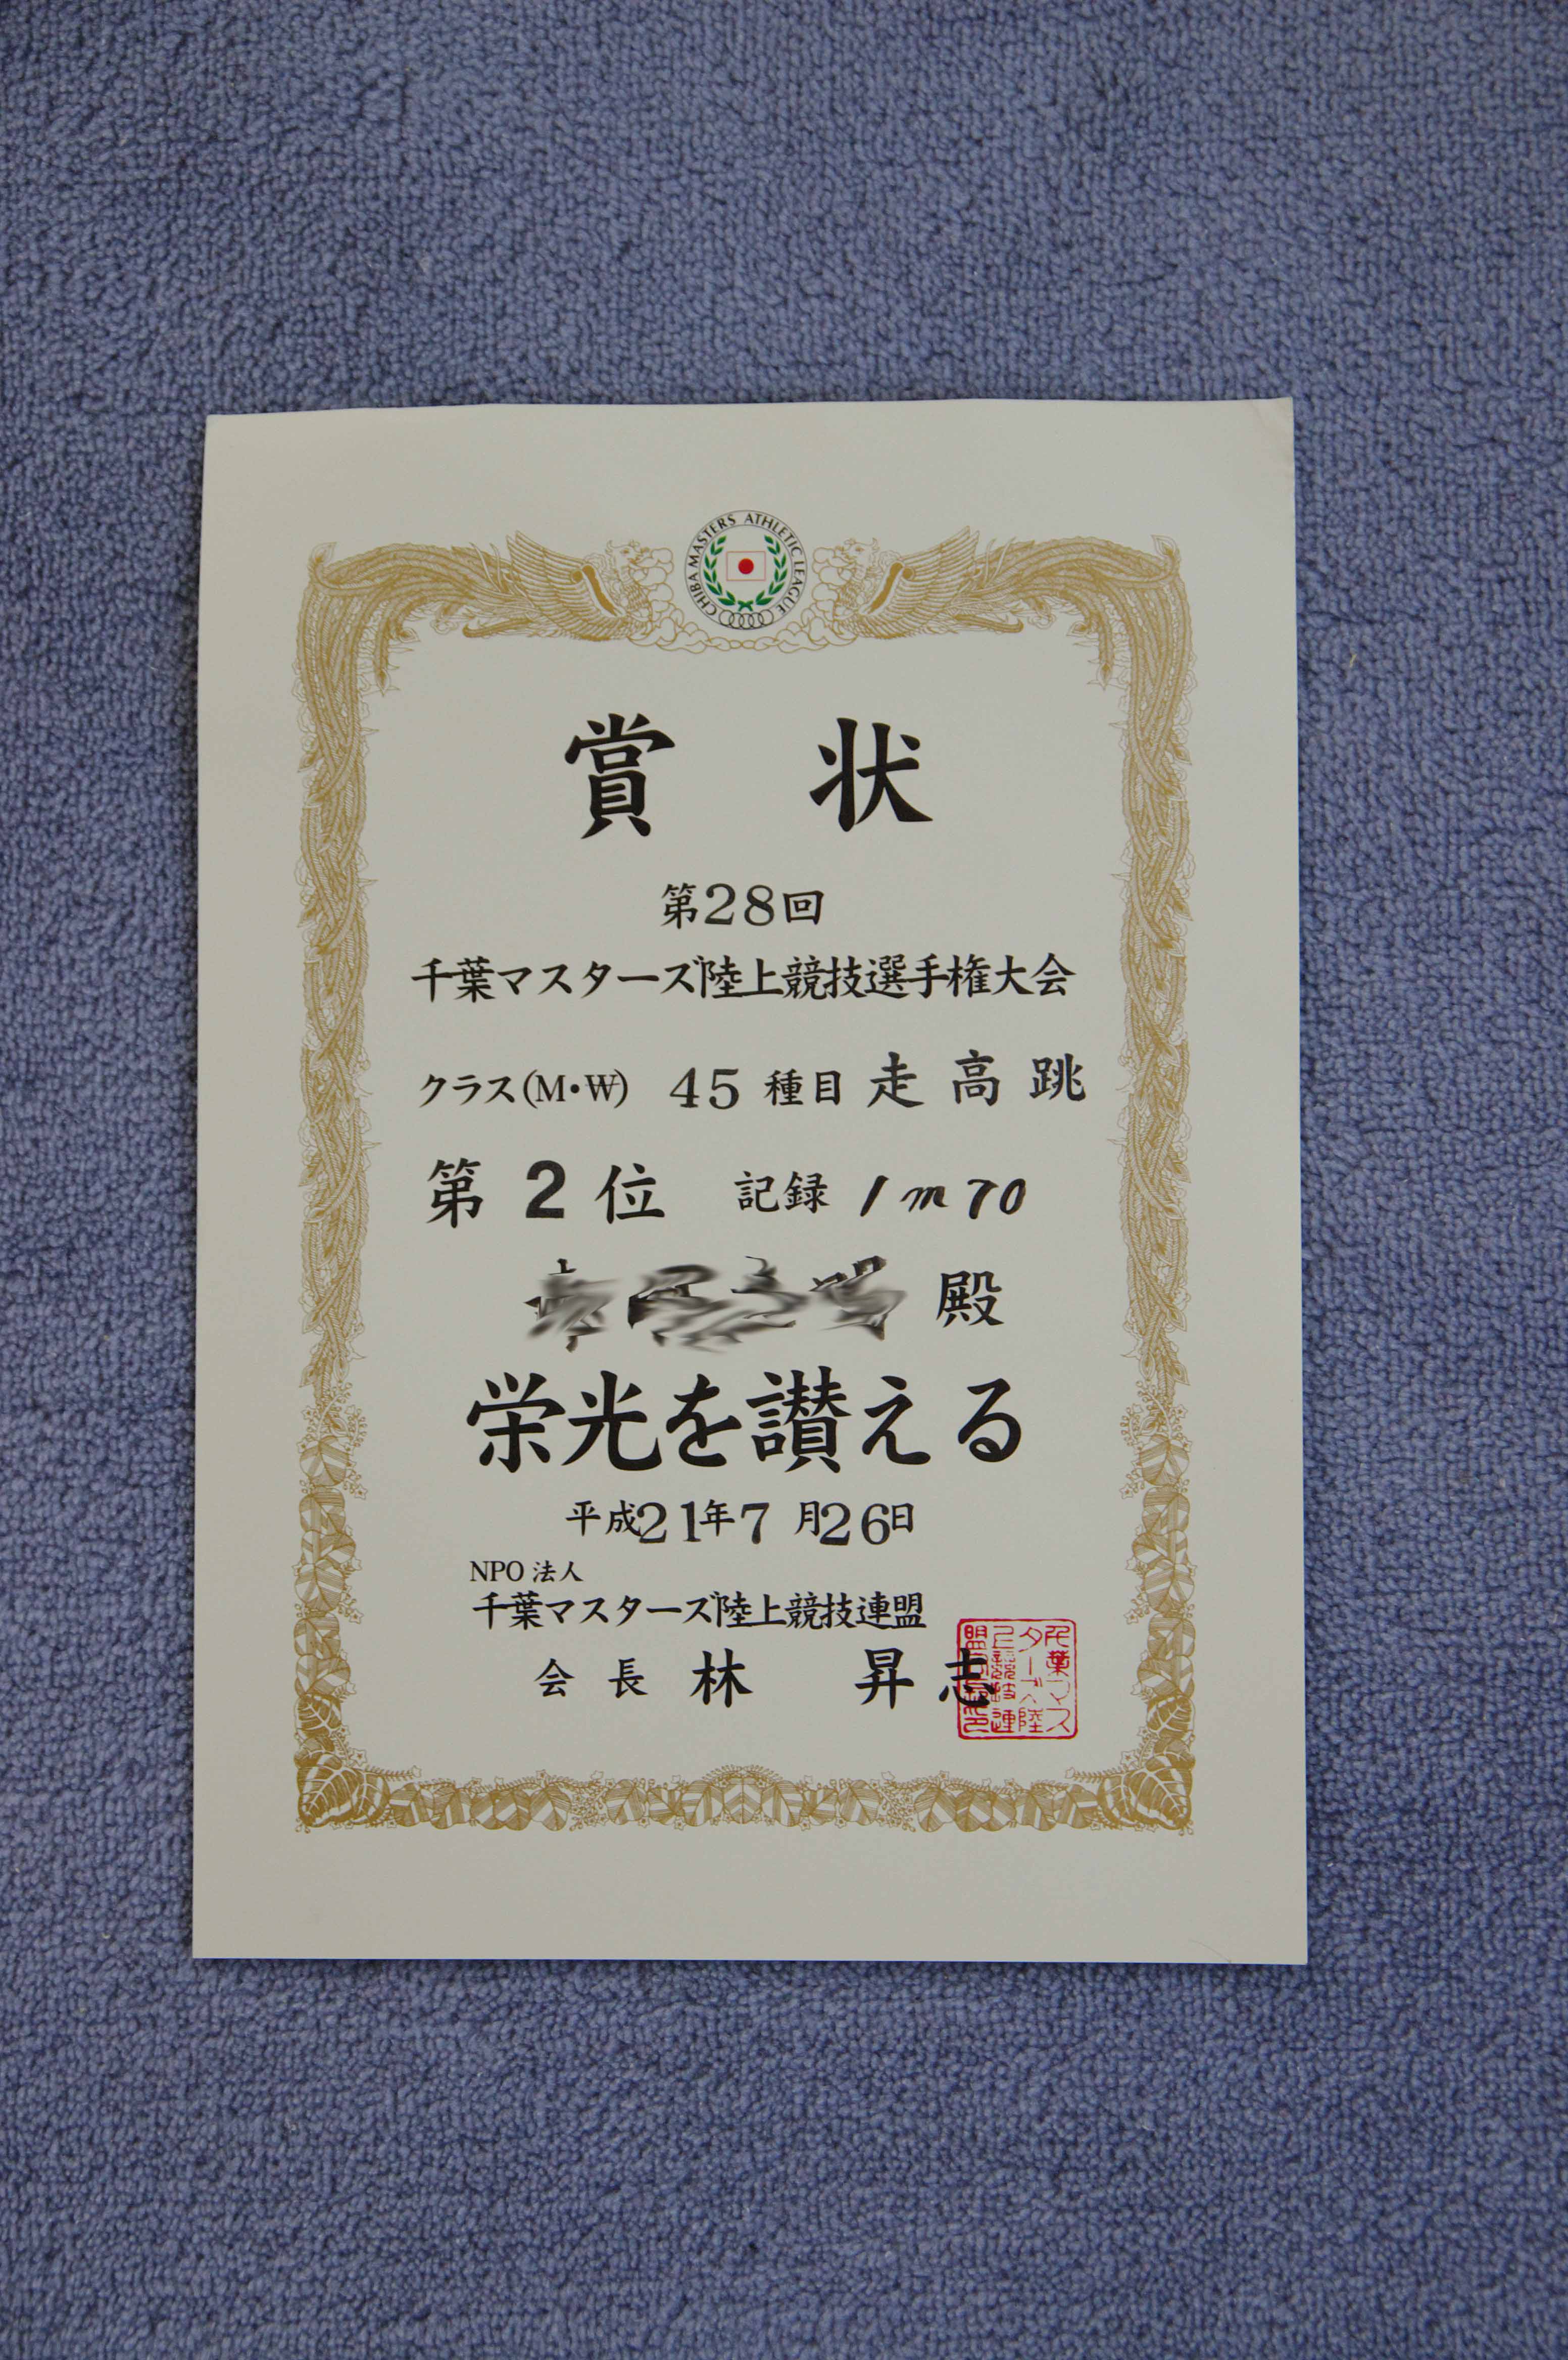 CHIBA MASTERS ATHLETIC LEAGUE
賞 状
第28回
千葉マスターズ陸上競技選手権大会
クラス(M・W) 45 種目 走高跳
第 2 位 記録 1m70
殿
栄光を讃える
平成21年7月26日
NPO 法人
千葉マスターズ陸上競技連盟
会長 林 昇志